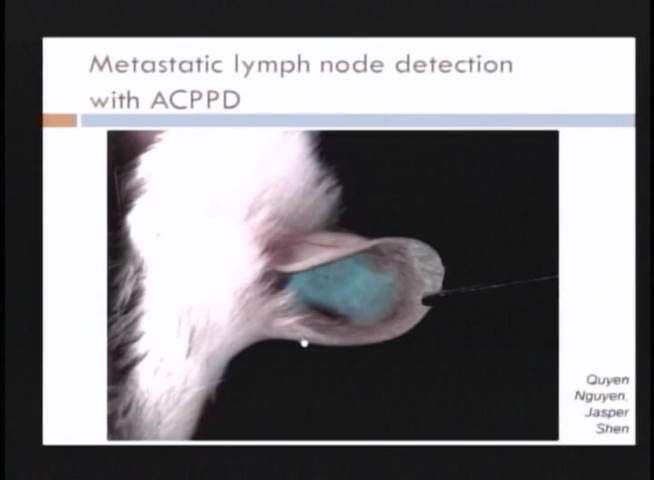 Metastatic lymph node detection
with ACPPD
Quyen
Nguyen,
Jasper
Shen